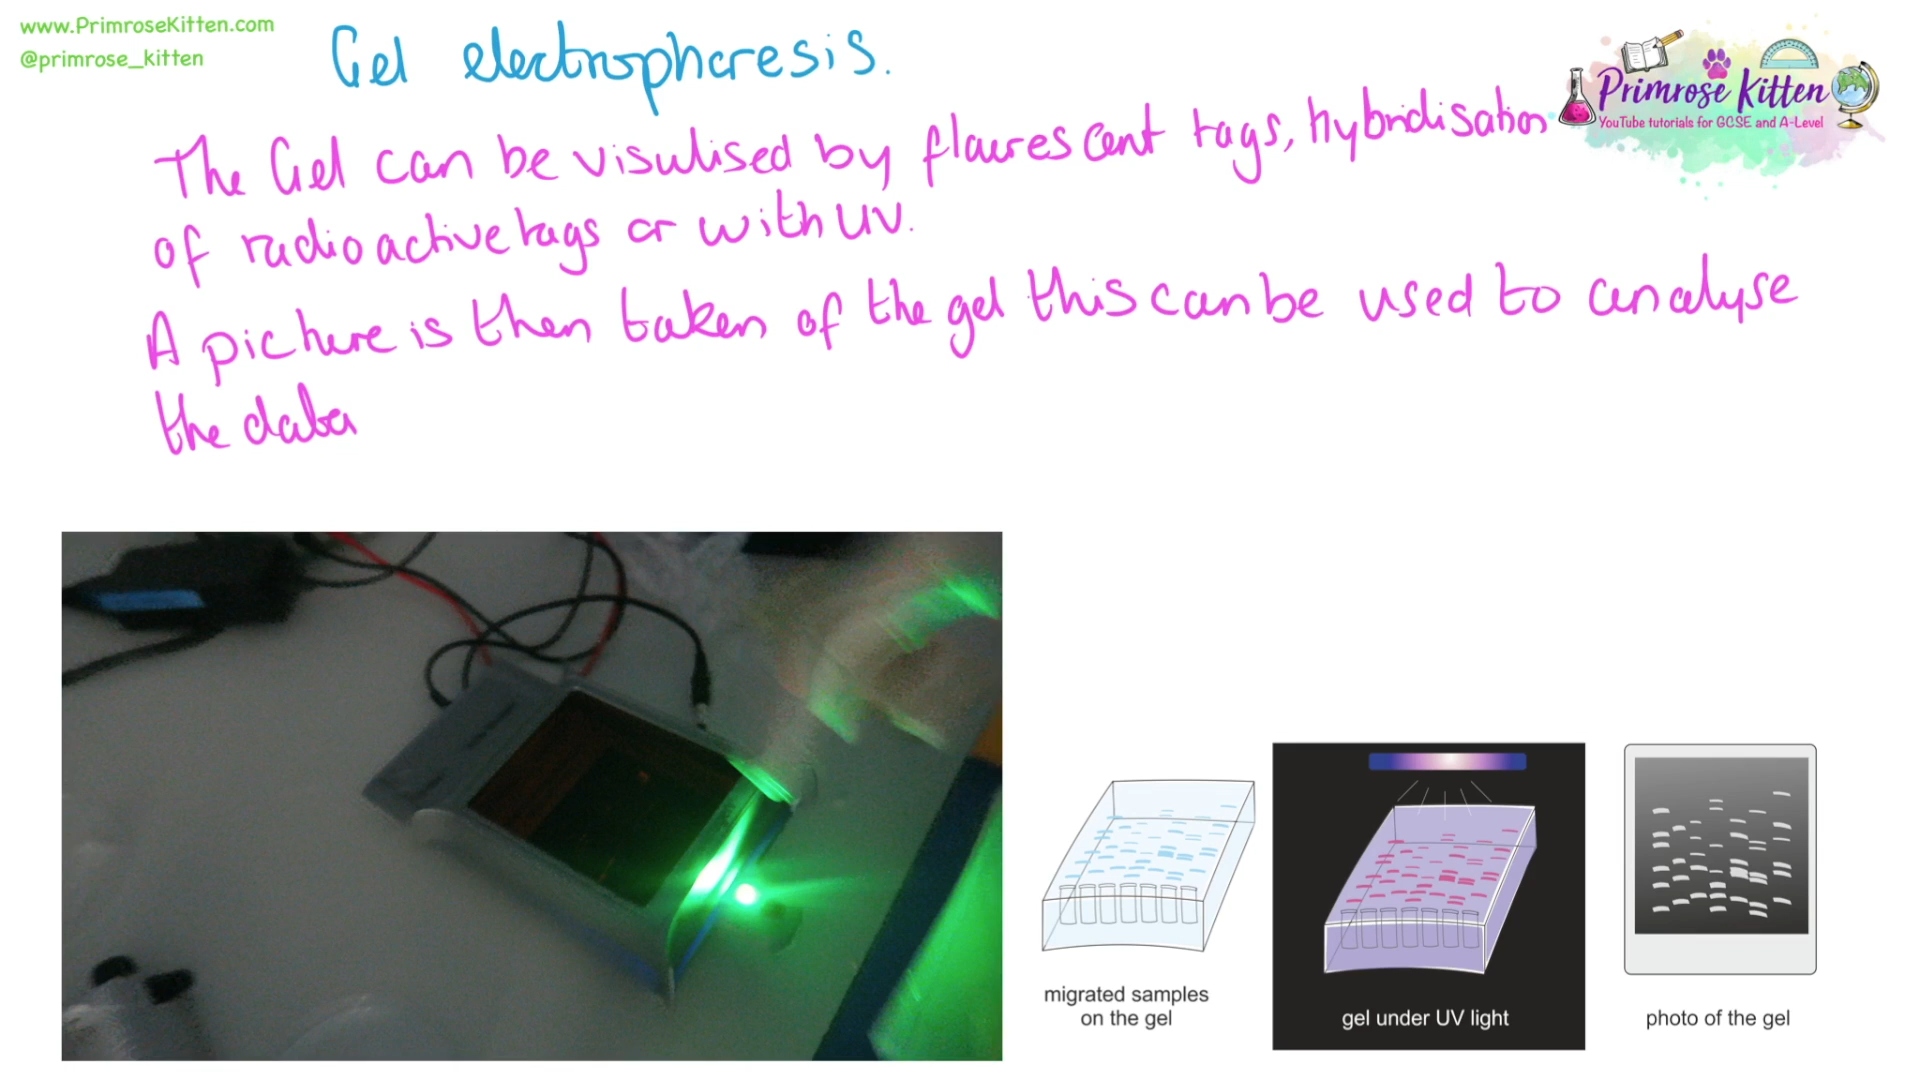 www.PrimroseKitten.com
@primrose_kitten
Gel electrophoresis.
Primrose Kitten
YouTube tutorials for GCSE and A-Level
The Gel can be visulised by flourescent tags, hybridisation
of radioactive tags or with UV.
A picture is then taken of the gel this can be used to analyse
the data
migrated samples
on the gel
gel under UV light
photo of the gel